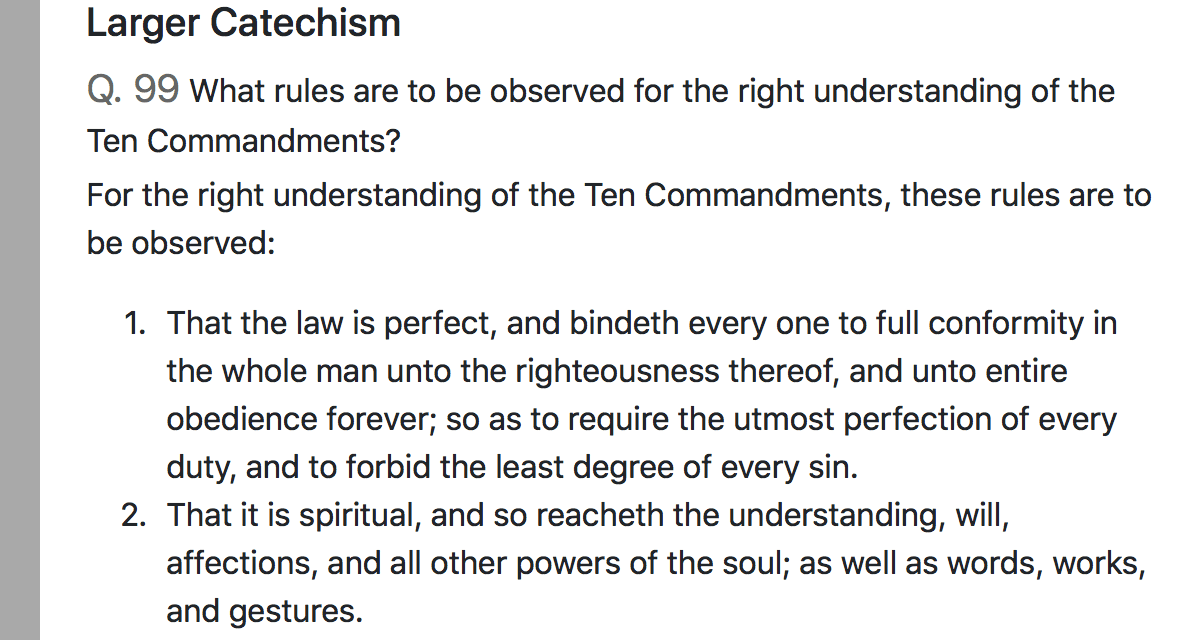 Larger Catechism
Q. 99 What rules are to be observed for the right understanding of the
Ten Commandments?
For the right understanding of the Ten Commandments, these rules are to
be observed:
1. That the law is perfect, and bindeth every one to full conformity in
the whole man unto the righteousness thereof, and unto entire
obedience forever; so as to require the utmost perfection of every
duty, and to forbid the least degree of every sin.
2. That it is spiritual, and so reacheth the understanding, will,
affections, and all other powers of the soul; as well as words, works,
and gestures.